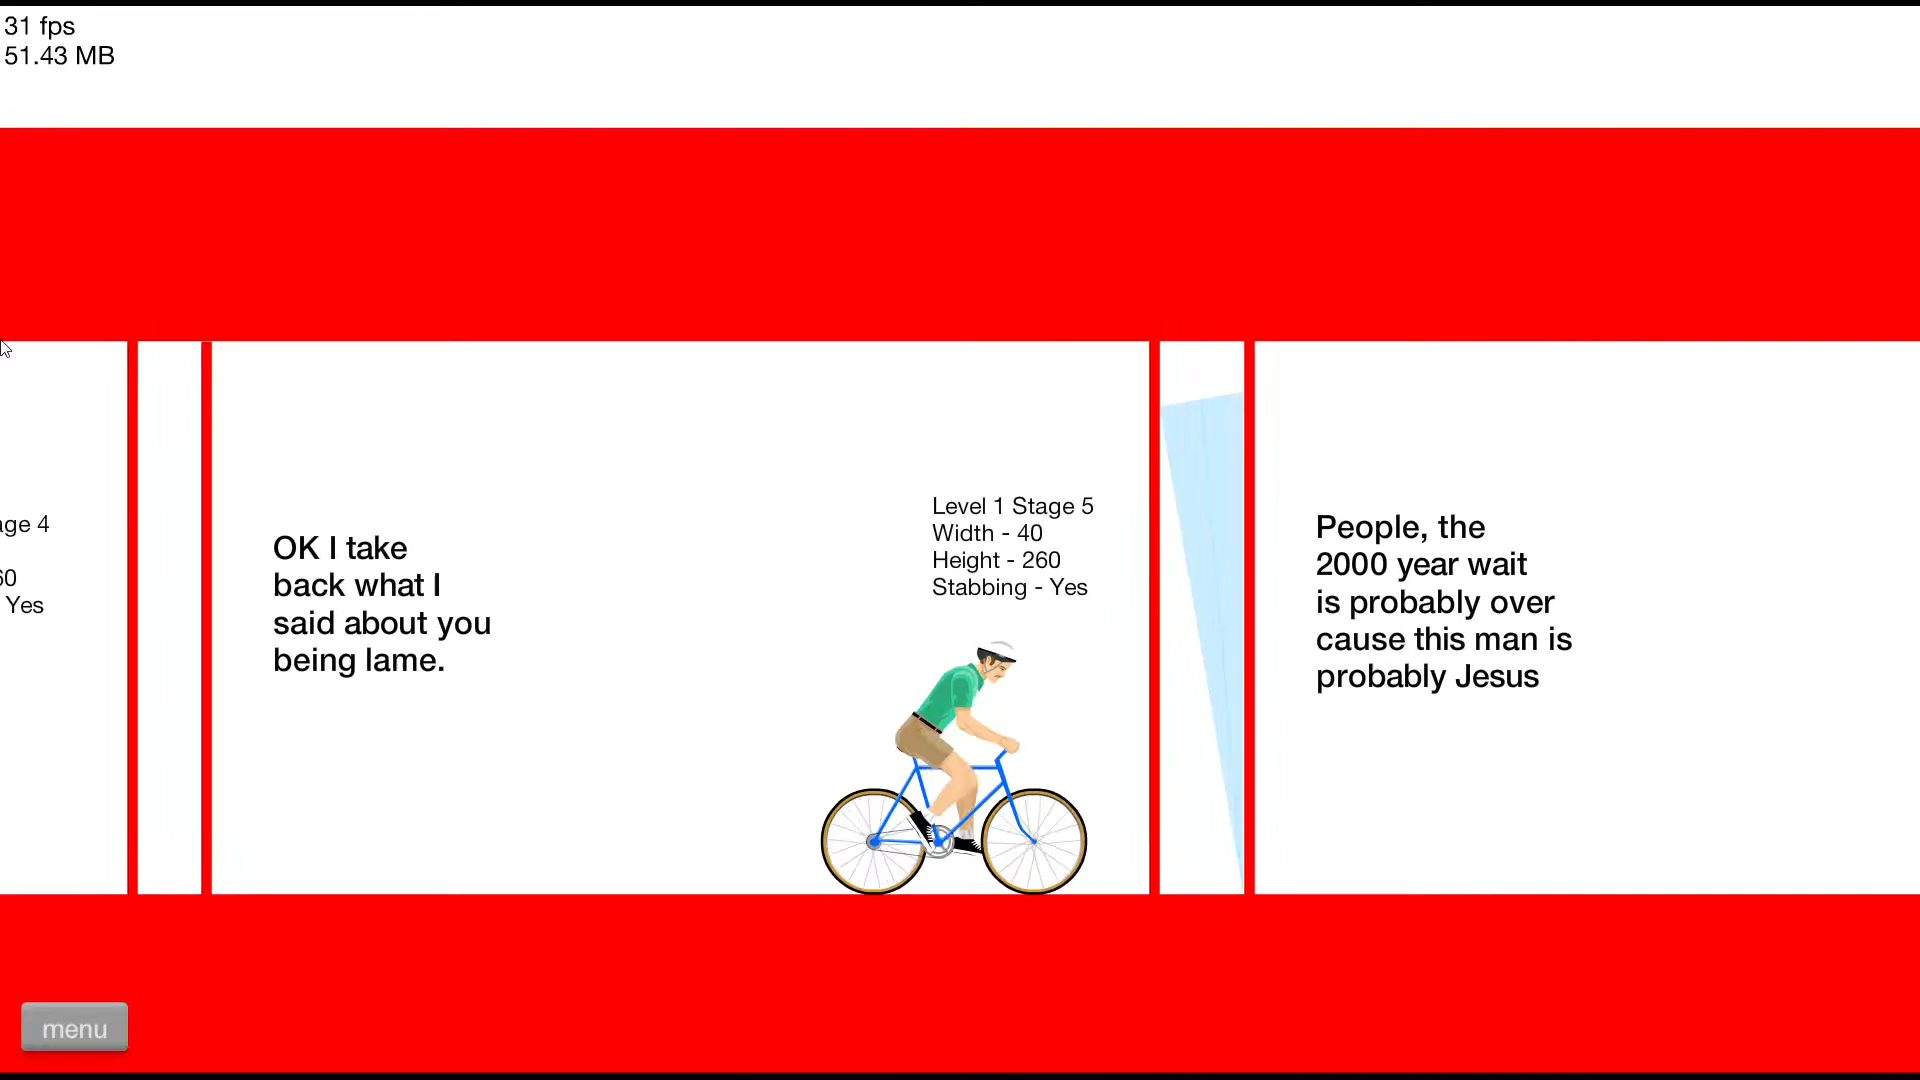 31 fps
51.43 MB
age 4
60
Yes
OK I take
back what I
said about you
being lame.
Level 1 Stage 5
Width - 40
Height - 260
Stabbing - Yes
People, the
2000 year wait
is probably over
cause this man is
probably Jesus
menu